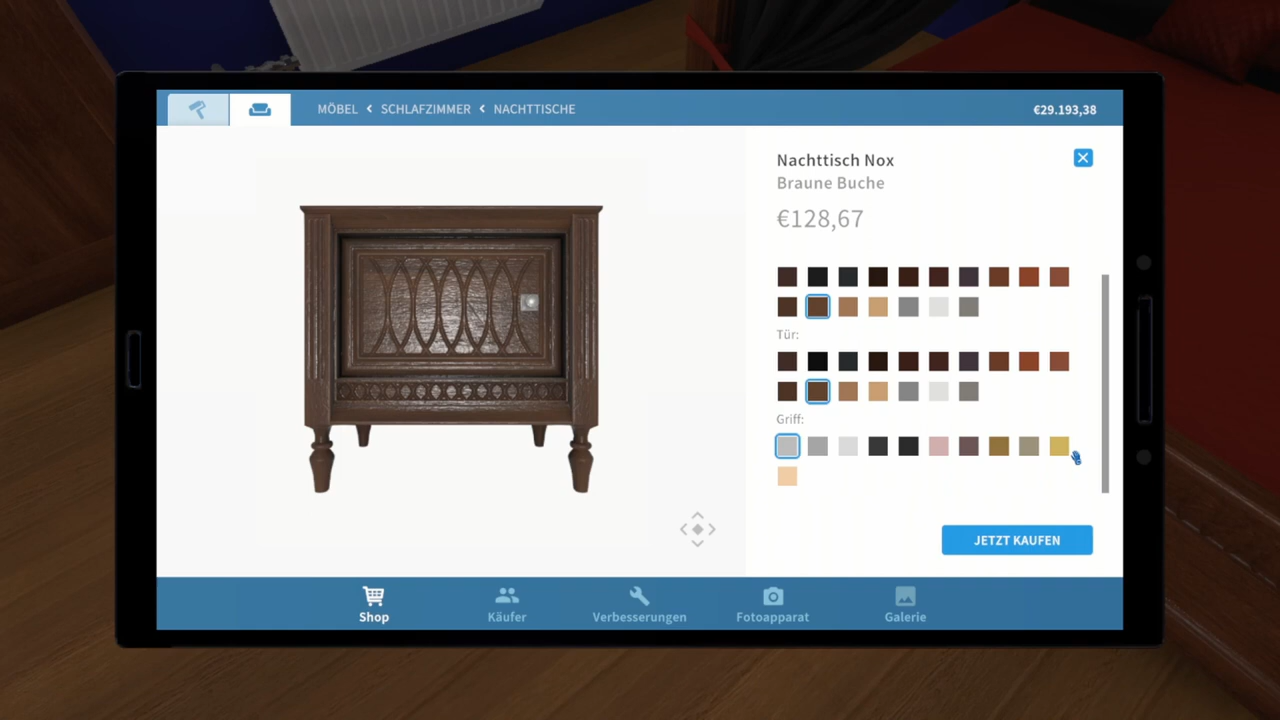 MÖBEL < SCHLAFZIMMER < NACHTTISCHE
€29.193,38
Nachttisch Nox
Braune Buche
€128,67
Tür:
Griff:
JETZT KAUFEN
Shop
Käufer
Verbesserungen
Fotoapparat
Galerie